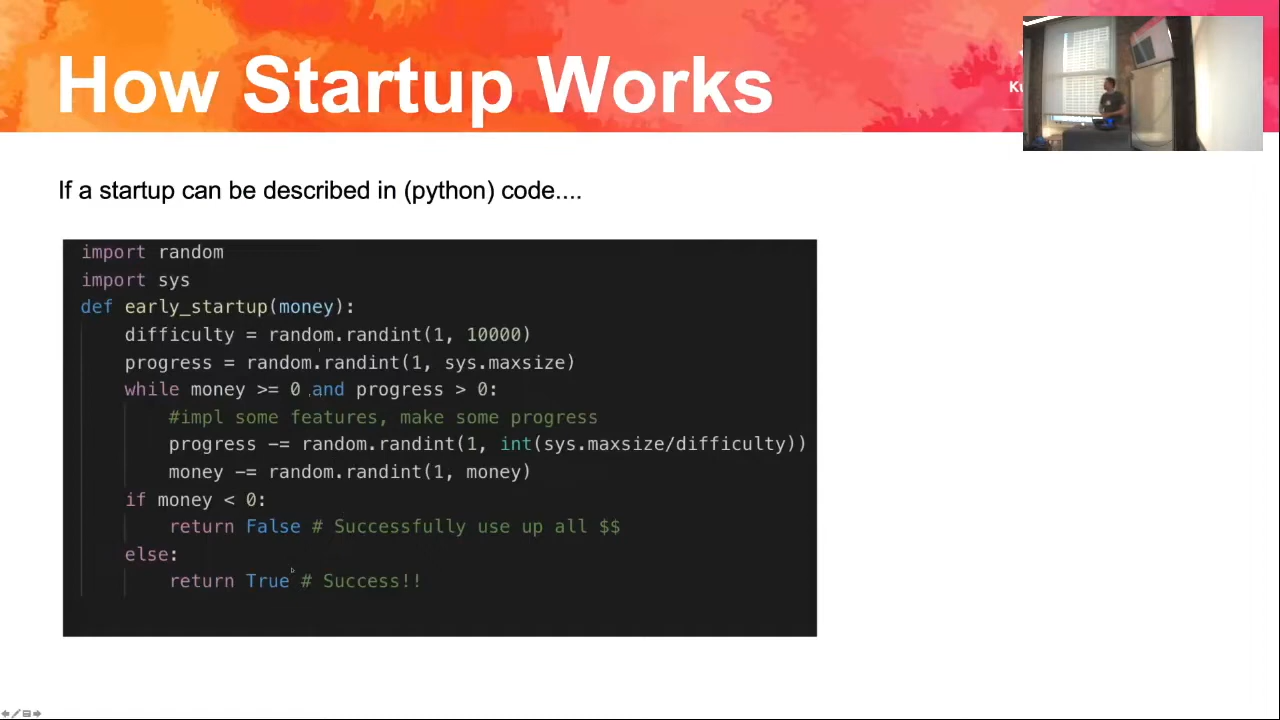 How Startup Works
Ku
If a startup can be described in (python) code....
import random
import sys
def early_startup(money):
    difficulty = random.randint(1, 10000)
    progress = random.randint(1, sys.maxsize)
    while money >= 0 and progress > 0:
        #impl some features, make some progress
        progress -= random.randint(1, int(sys.maxsize/difficulty))
        money -= random.randint(1, money)
    if money < 0:
        return False # Successfully use up all $$
    else:
        return True # Success!!